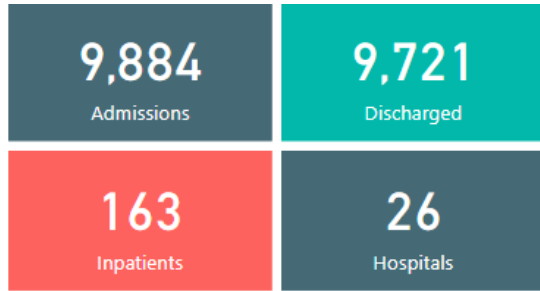 9,884
Admissions
9,721
Discharged
163
Inpatients
26
Hospitals